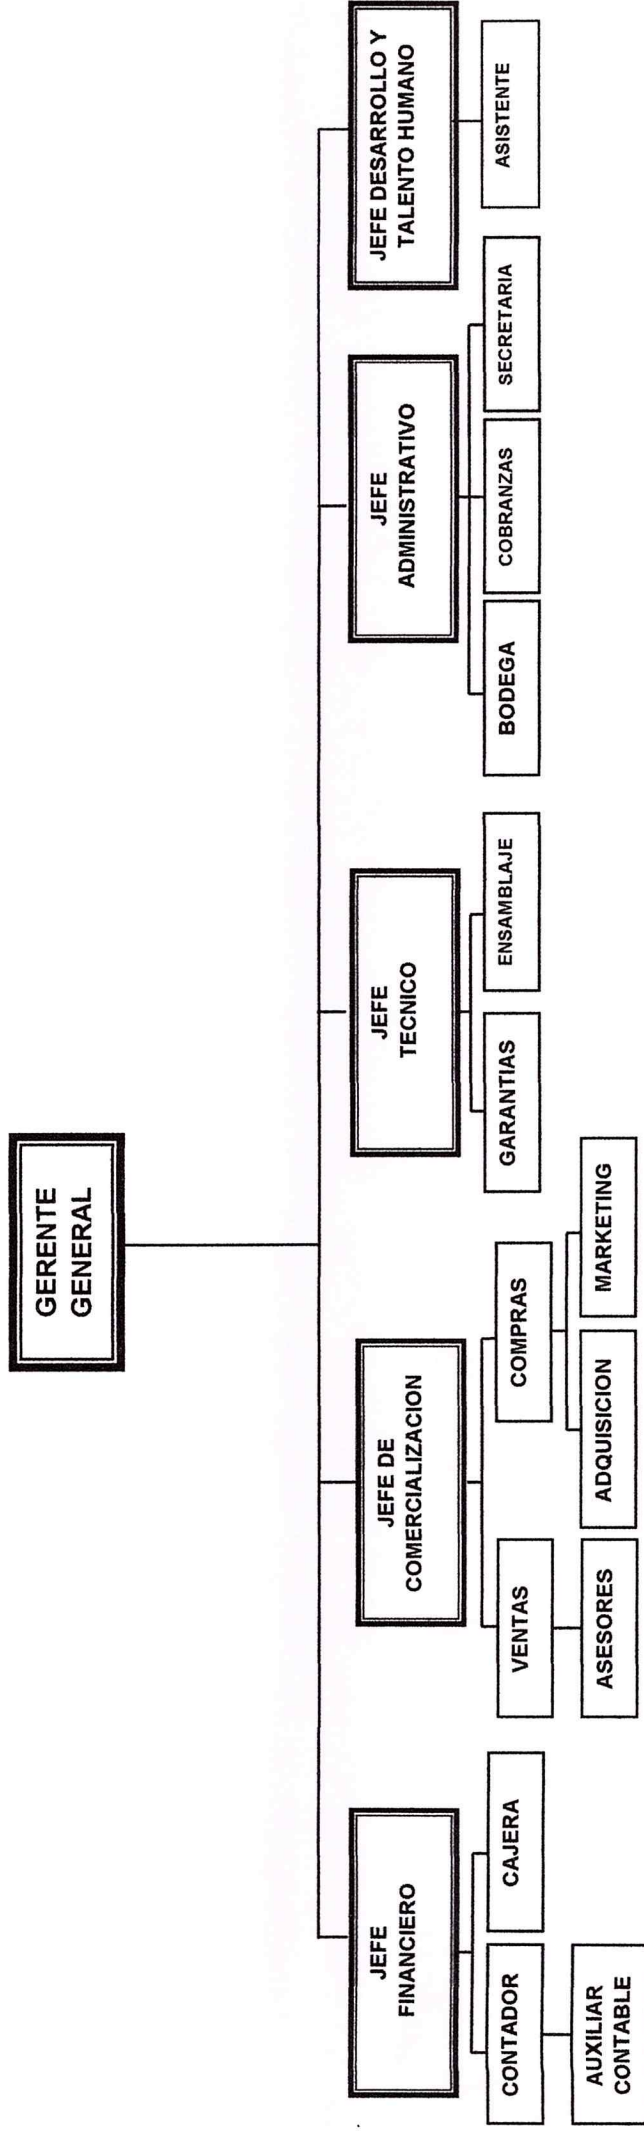 GERENTE
GENERAL
JEFE
FINANCIERO
JEFE DE
COMERCIALIZACION
JEFE
TECNICO
JEFE
ADMINISTRATIVO
JEFE DESARROLLO Y
TALENTO HUMANO
CONTADOR
CAJERA
VENTAS
COMPRAS
GARANTIAS
ENSAMBLAJE
BODEGA
COBRANZAS
SECRETARIA
ASISTENTE
AUXILIAR
CONTABLE
ASESORES
ADQUISICION
MARKETING